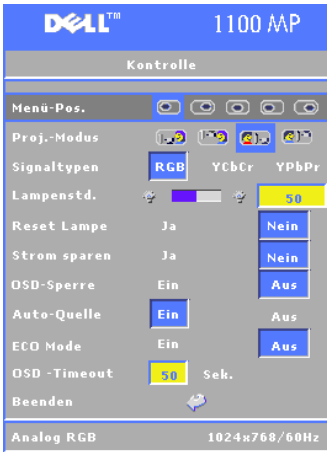 DELL™ 1100 MP
Kontrolle
Menü-Pos.
Proj.-Modus
Signaltypen RGB YCbCr YPbPr
Lampenstd. 50
Reset Lampe Ja Nein
Strom sparen Ja Nein
OSD-Sperre Ein Aus
Auto-Quelle Ein Aus
ECO Mode Ein Aus
OSD -Timeout 50 Sek.
Beenden
Analog RGB 1024x768/60Hz